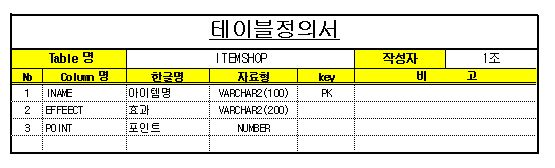 테이블정의서
Table 명 ITEMSHOP 작성자 1조
No Column 명 한글명 자료형 key 비 고
1 INAME 아이템명 VARCHAR2(100) PK
2 EFFEECT 효과 VARCHAR2(200)
3 POINT 포인트 NUMBER